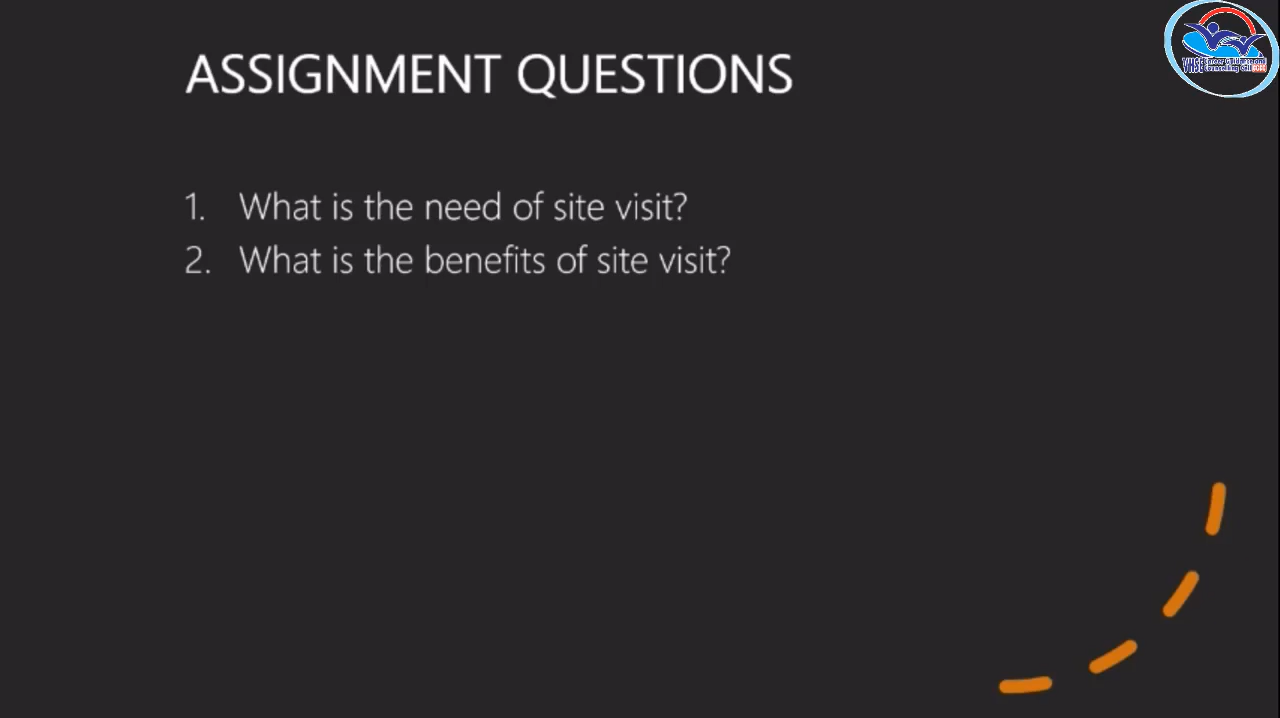 ASSIGNMENT QUESTIONS
1. What is the need of site visit?
2. What is the benefits of site visit?